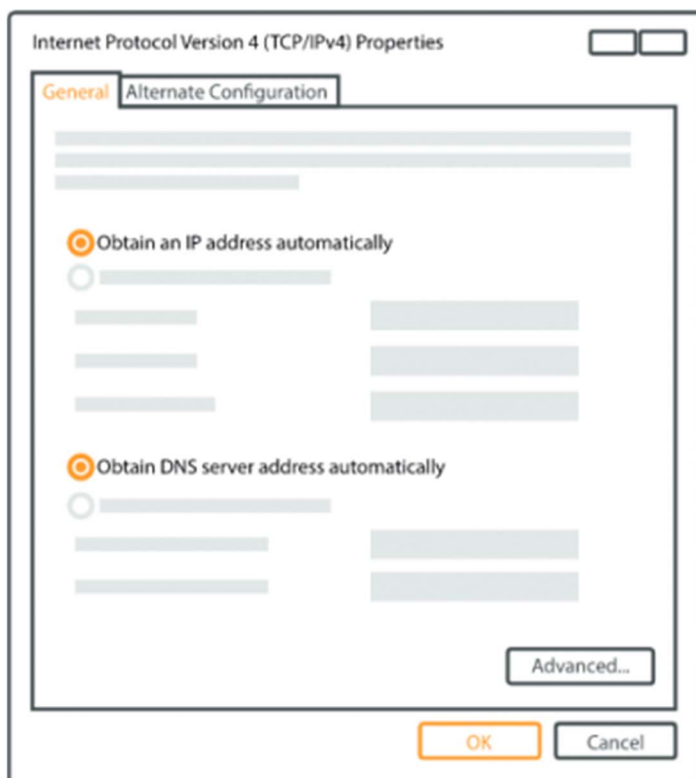 Internet Protocol Version 4 (TCP/IPv4) Properties
General
Alternate Configuration
Obtain an IP address automatically
Obtain DNS server address automatically
Advanced...
OK
Cancel